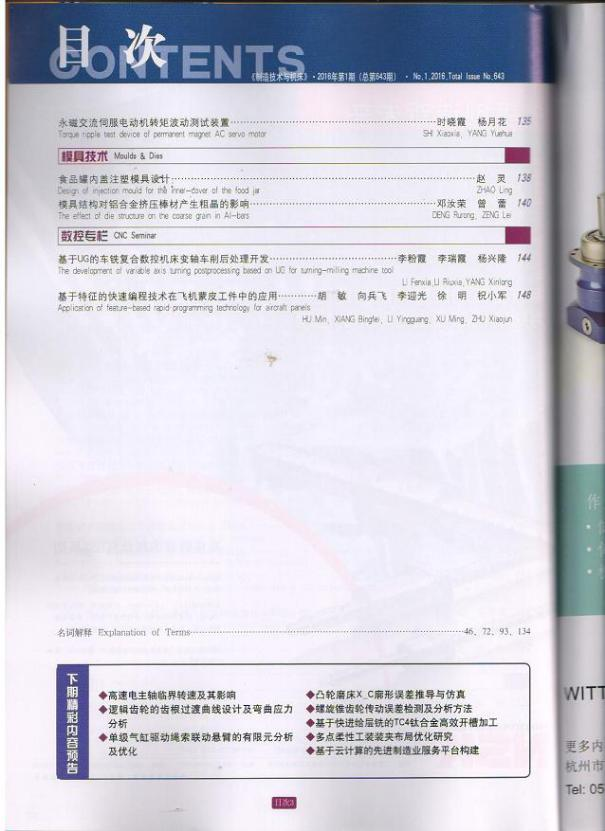 目次
CONTENTS
《制造技术与机床》·2016年第1期（总第643期） · No.1,2016,Total Issue No.643
永磁交流伺服电动机转矩波动测试装置……时晓霞 杨月花 135
Torque ripple test device of permanent magnet AC servo motor SHI Xiaoxia, YANG Yuehua
模具技术 Moulds & Dies
食品罐内盖注塑模具设计……赵 灵 138
Design of injection mould for the inner-cover of the food jar ZHAO Ling
模具结构对铝合金挤压棒材产生粗晶的影响……邓汝荣 曾 蕾 140
The effect of die structure on the coarse grain in Al-bars DENG Rurong, ZENG Lei
数控专栏 CNC Seminar
基于UG的车铣复合数控机床变轴车削后处理开发……李粉霞 李瑞霞 杨兴隆 144
The development of variable axis turning postprocessing based on UG for turning-milling machine tool
LI Fenxia,LI Riuxia,YANG Xinlong
基于特征的快速编程技术在飞机蒙皮工件中的应用……胡 敏 向兵飞 李迎光 徐 明 祝小军 148
Application of feature-based rapid programming technology for aircraft panels
HU Min, XIANG Bingfei, LI Yingguang, XU Ming, ZHU Xiaojun
名词解释 Explanation of Terms……46、72、93、134
下期精彩内容预告
◆高速电主轴临界转速及其影响
◆逻辑齿轮的齿根过渡曲线设计及弯曲应力
分析
◆单级气缸驱动绳索联动悬臂的有限元分析
及优化
◆凸轮磨床X_C廓形误差推导与仿真
◆螺旋锥齿轮传动误差检测及分析方法
◆基于快进给层铣的TC4钛合金高效开槽加工
◆多点柔性工装装夹布局优化研究
◆基于云计算的先进制造业服务平台构建
目次3
作
WITT
更多内
杭州市
Tel: 05